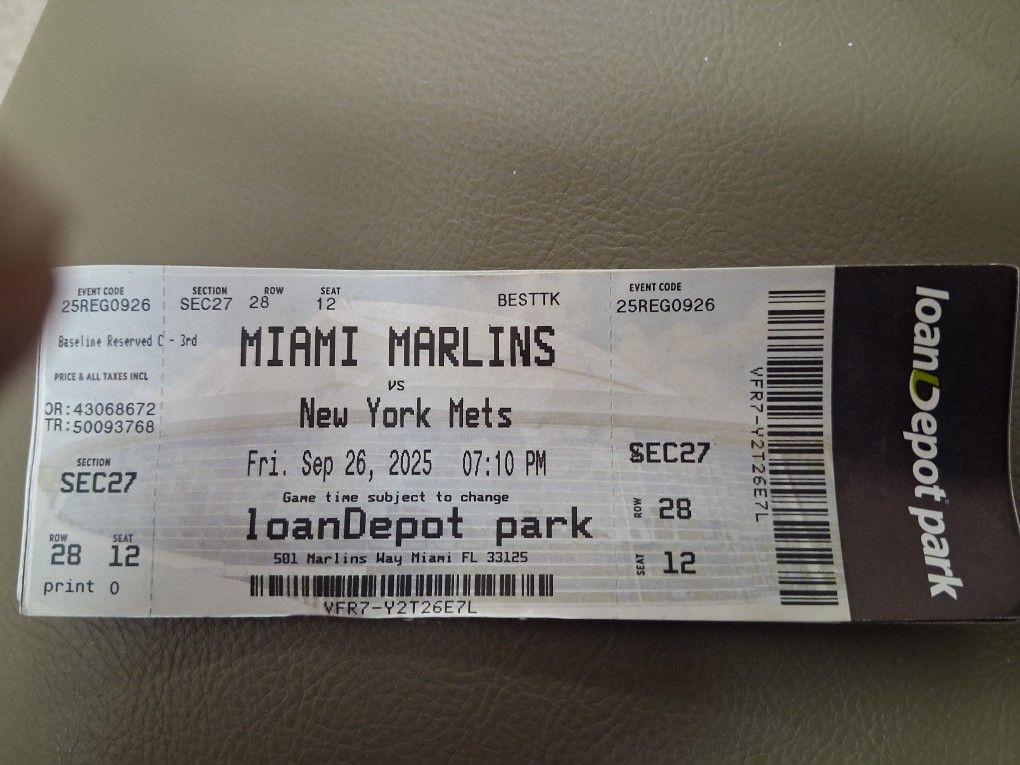 EVENT CODE
25REG0926
Baseline Reserved C - 3rd
PRICE & ALL TAXES INCL
OR:43068672
TR:50093768
SECTION
SEC27
ROW SEAT
28 12
print 0
SECTION ROW SEAT
SEC27 28 12
BESTTK
MIAMI MARLINS
vs
New York Mets
Fri. Sep 26, 2025 07:10 PM
Game time subject to change
loanDepot park
501 Marlins Way Miami FL 33125
VFR7-Y2T26E7L
EVENT CODE
25REG0926
SEC27
ROW 28
SEAT 12
VFR7-Y2T26E7L
loanDepot park